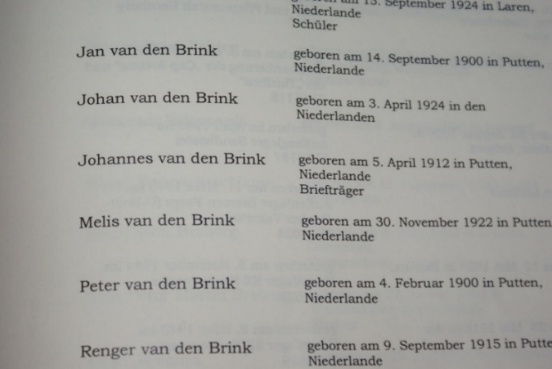 geboren am 13. September 1924 in Laren,
Niederlande
Schüler
Jan van den Brink geboren am 14. September 1900 in Putten,
Niederlande
Johan van den Brink geboren am 3. April 1924 in den
Niederlanden
Johannes van den Brink geboren am 5. April 1912 in Putten,
Niederlande
Briefträger
Melis van den Brink geboren am 30. November 1922 in Putten
Niederlande
Peter van den Brink geboren am 4. Februar 1900 in Putten,
Niederlande
Renger van den Brink geboren am 9. September 1915 in Putte
Niederlande